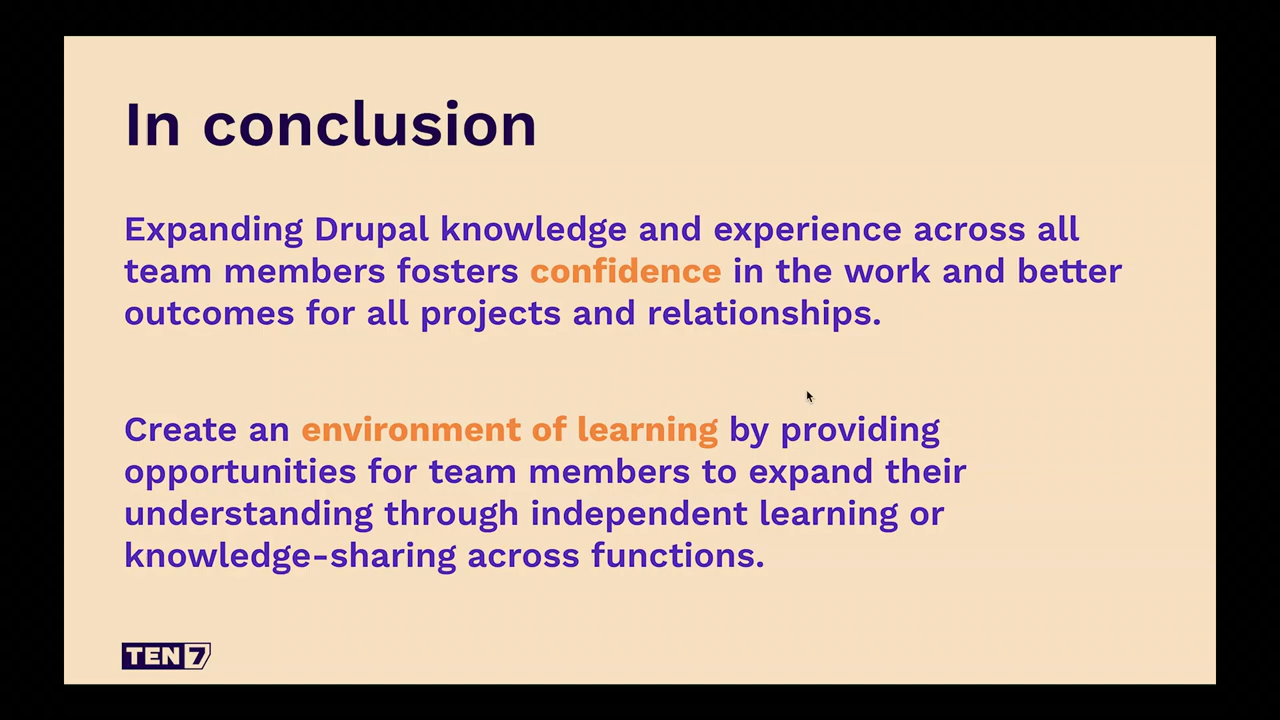 In conclusion
Expanding Drupal knowledge and experience across all
team members fosters confidence in the work and better
outcomes for all projects and relationships.
Create an environment of learning by providing
opportunities for team members to expand their
understanding through independent learning or
knowledge-sharing across functions.
TEN7